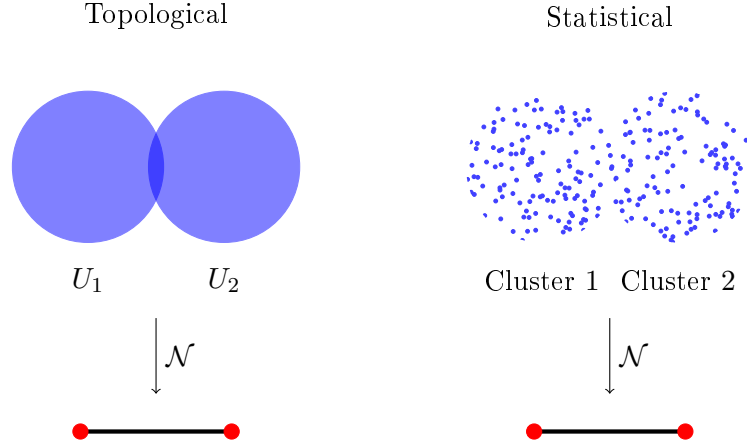 Topological
Statistical
U₁
U₂
Cluster 1
Cluster 2
𝒩
𝒩